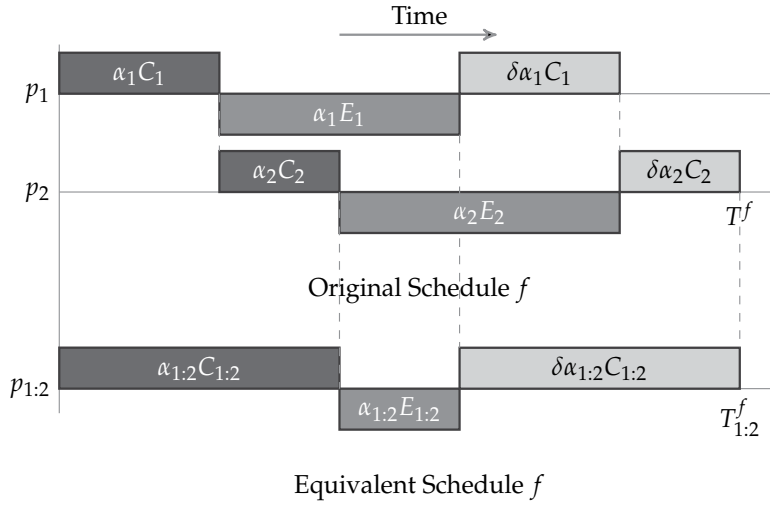 Time
α₁C₁ δα₁C₁
p₁
α₁E₁
α₂C₂ δα₂C₂
p₂
α₂E₂ T^f
Original Schedule f
α₁:₂C₁:₂ δα₁:₂C₁:₂
p₁:₂
α₁:₂E₁:₂ T^f₁:₂
Equivalent Schedule f